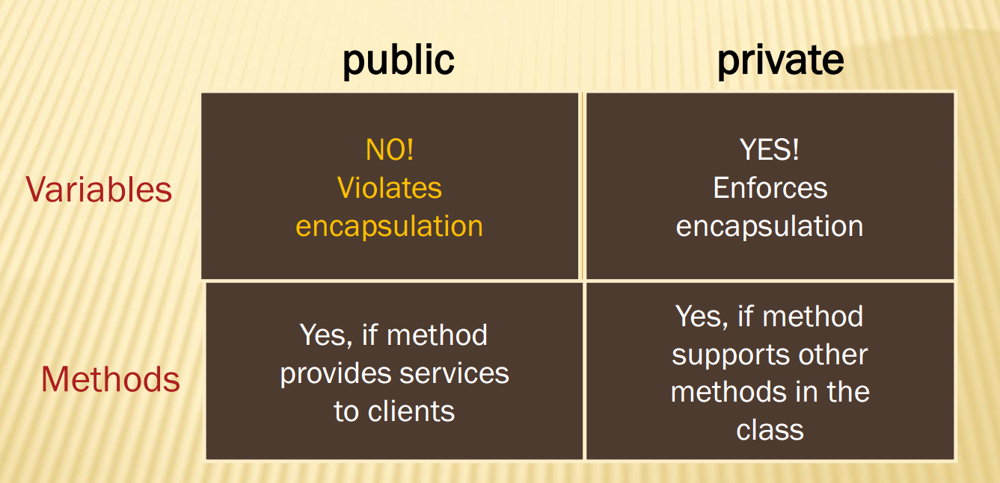 public
private
Variables
NO!
Violates
encapsulation
YES!
Enforces
encapsulation
Methods
Yes, if method
provides services
to clients
Yes, if method
supports other
methods in the
class